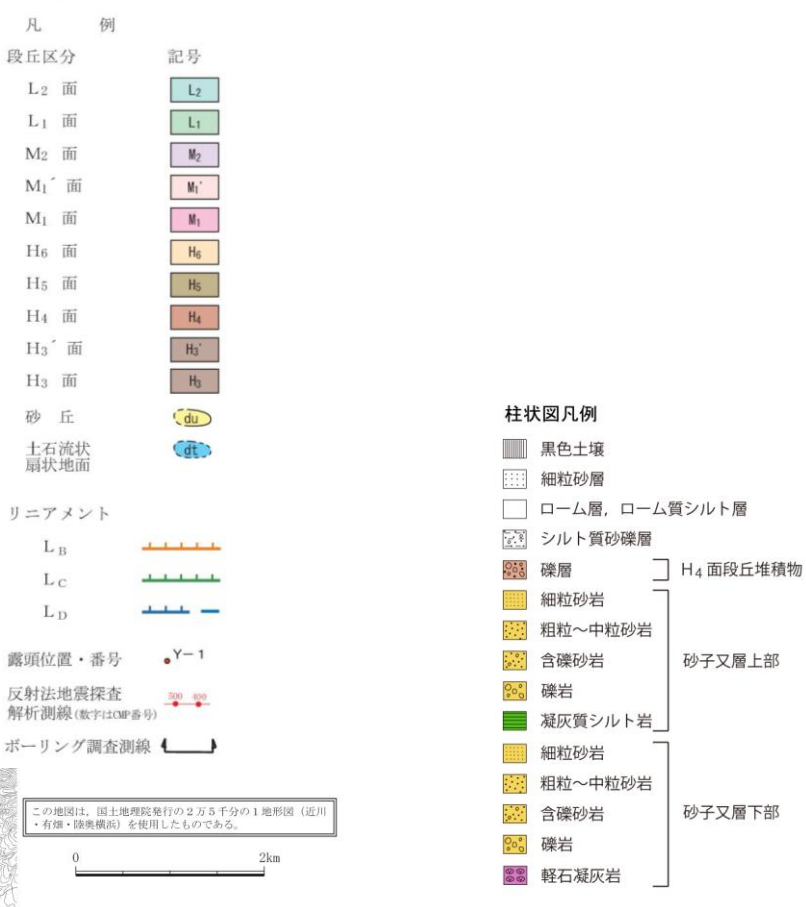 凡 例
段丘区分 記号
L₂ 面 L₂
L₁ 面 L₁
M₂ 面 M₂
M₁´ 面 M₁'
M₁ 面 M₁
H₆ 面 H₆
H₅ 面 H₅
H₄ 面 H₄
H₃´ 面 H₃'
H₃ 面 H₃
砂 丘 du
土石流状
扇状地面 dt
リニアメント
L_B
L_C
L_D
露頭位置・番号 Y-1
反射法地震探査
解析測線(数字はCMP番号) 500 400
ボーリング調査測線
この地図は，国土地理院発行の2万5千分の1地形図（近川
・有畑・陸奥横浜）を使用したものである。
0 2km
柱状図凡例
黒色土壌
細粒砂層
ローム層，ローム質シルト層
シルト質砂礫層
礫層 H₄面段丘堆積物
細粒砂岩
粗粒〜中粒砂岩
含礫砂岩 砂子又層上部
礫岩
凝灰質シルト岩
細粒砂岩
粗粒〜中粒砂岩
含礫砂岩 砂子又層下部
礫岩
軽石凝灰岩